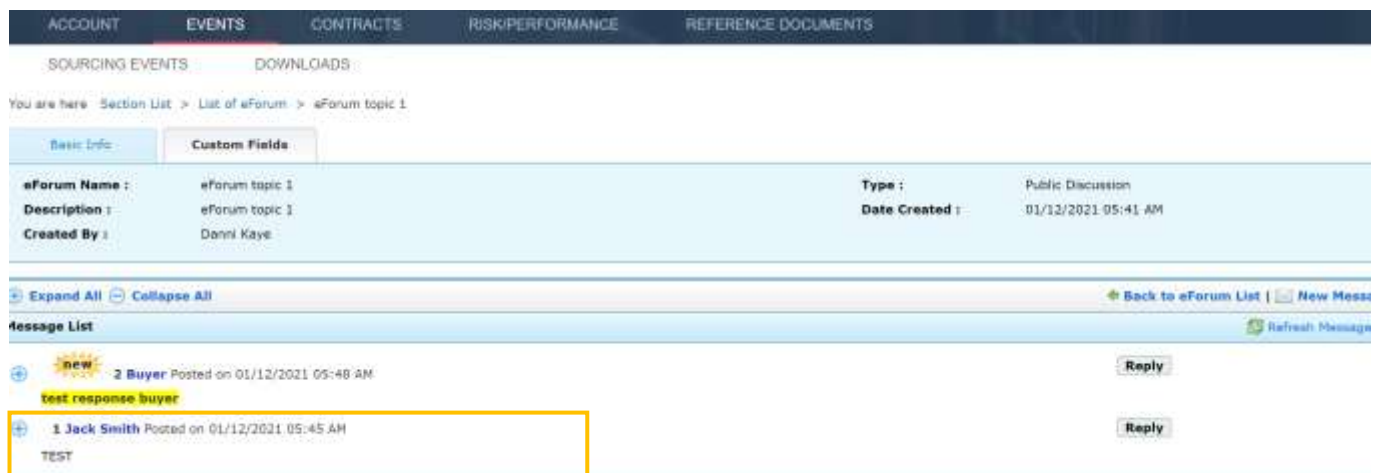 ACCOUNT EVENTS CONTRACTS RISK/PERFORMANCE REFERENCE DOCUMENTS
SOURCING EVENTS DOWNLOADS
You are here Section List > List of eForum > eForum topic 1
Basic Info Custom Fields
eForum Name : eForum topic 1 Type : Public Discussion
Description : eForum topic 1 Date Created : 01/12/2021 05:41 AM
Created By : Danni Kaye
Expand All Collapse All Back to eForum List | New Messa
Message List Refresh Message
new 2 Buyer Posted on 01/12/2021 05:48 AM Reply
test response buyer
1 Jack Smith Posted on 01/12/2021 05:45 AM Reply
TEST